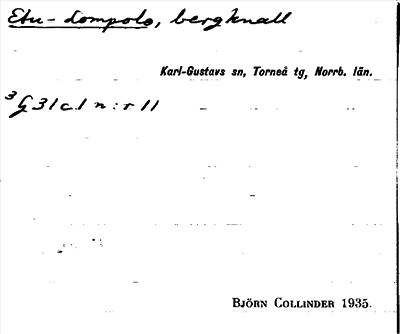 Etu-Lompolo, bergknall
Karl-Gustavs sn, Torneå tg, Norrb. län.
³G31c1 n:r 11
BJÖRN COLLINDER 1935.